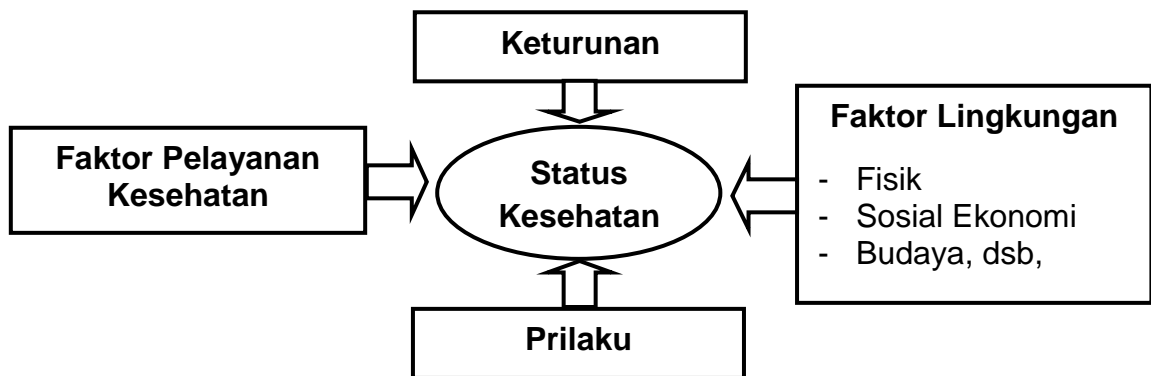 Keturunan
Faktor Pelayanan
Kesehatan
Status
Kesehatan
Faktor Lingkungan
- Fisik
- Sosial Ekonomi
- Budaya, dsb,
Prilaku